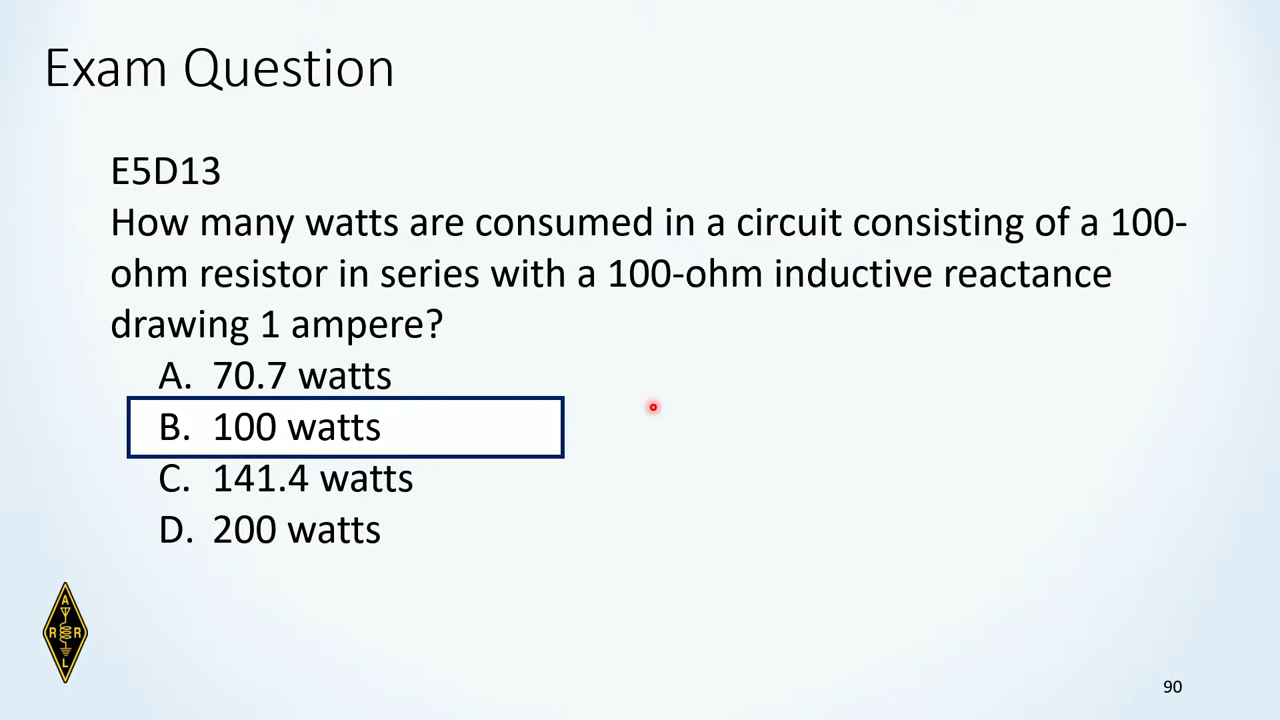 Exam Question
E5D13
How many watts are consumed in a circuit consisting of a 100-
ohm resistor in series with a 100-ohm inductive reactance
drawing 1 ampere?
A. 70.7 watts
B. 100 watts
C. 141.4 watts
D. 200 watts
A
R R
L
90